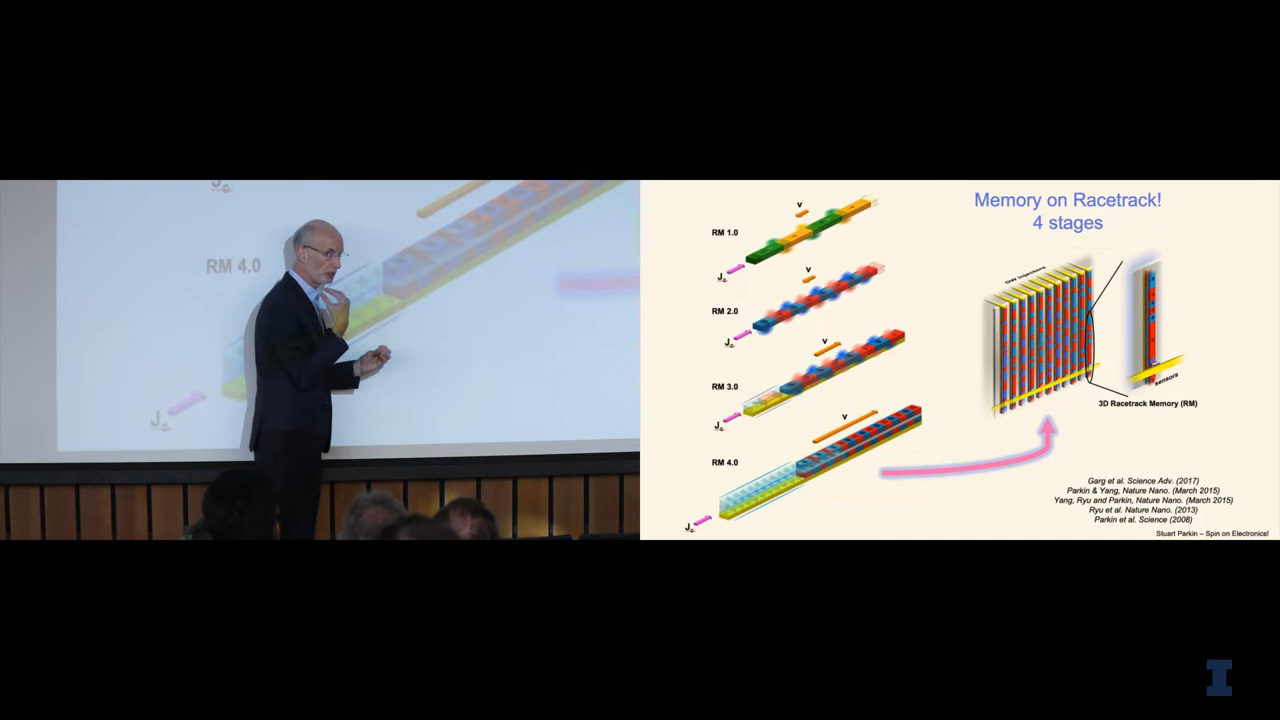 J
RM 4.0
J
Memory on Racetrack!
4 stages
RM 1.0
v
Jc
RM 2.0
v
Jc
RM 3.0
v
Jc
RM 4.0
v
Jc
DW injectors
sensors
3D Racetrack Memory (RM)
Garg et al. Science Adv. (2017)
Parkin & Yang, Nature Nano. (March 2015)
Yang, Ryu and Parkin, Nature Nano. (March 2015)
Ryu et al. Nature Nano. (2013)
Parkin et al. Science (2008)
Stuart Parkin – Spin on Electronics!
I